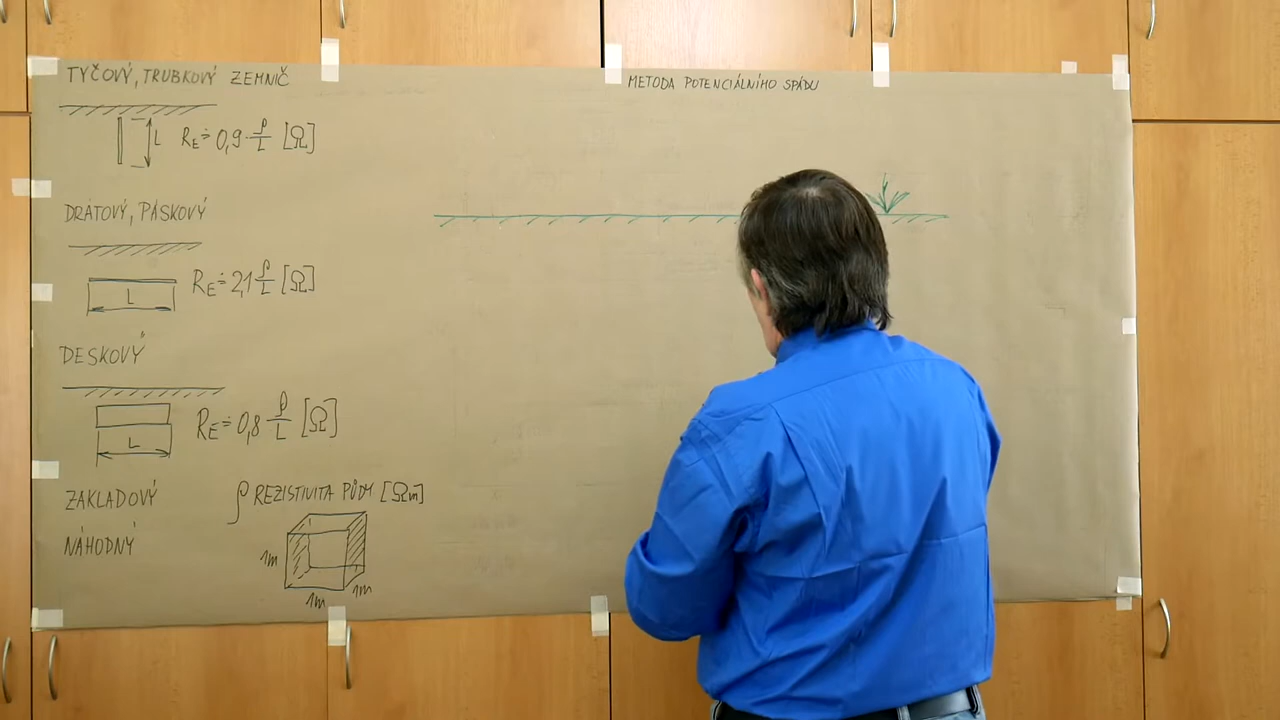 TYČOVÝ, TRUBKOVÝ ZEMNIČ
L R_E ≐ 0,9 ρ/L [Ω]
DRÁTOVÝ, PÁSKOVÝ
R_E ≐ 2,1 ρ/L [Ω]
L
DESKOVÝ
R_E ≐ 0,8 ρ/L [Ω]
L
ZÁKLADOVÝ
NÁHODNÝ
ρ REZISTIVITA PŮDY [Ωm]
1m
1m
1m
METODA POTENCIÁLNÍHO SPÁDU